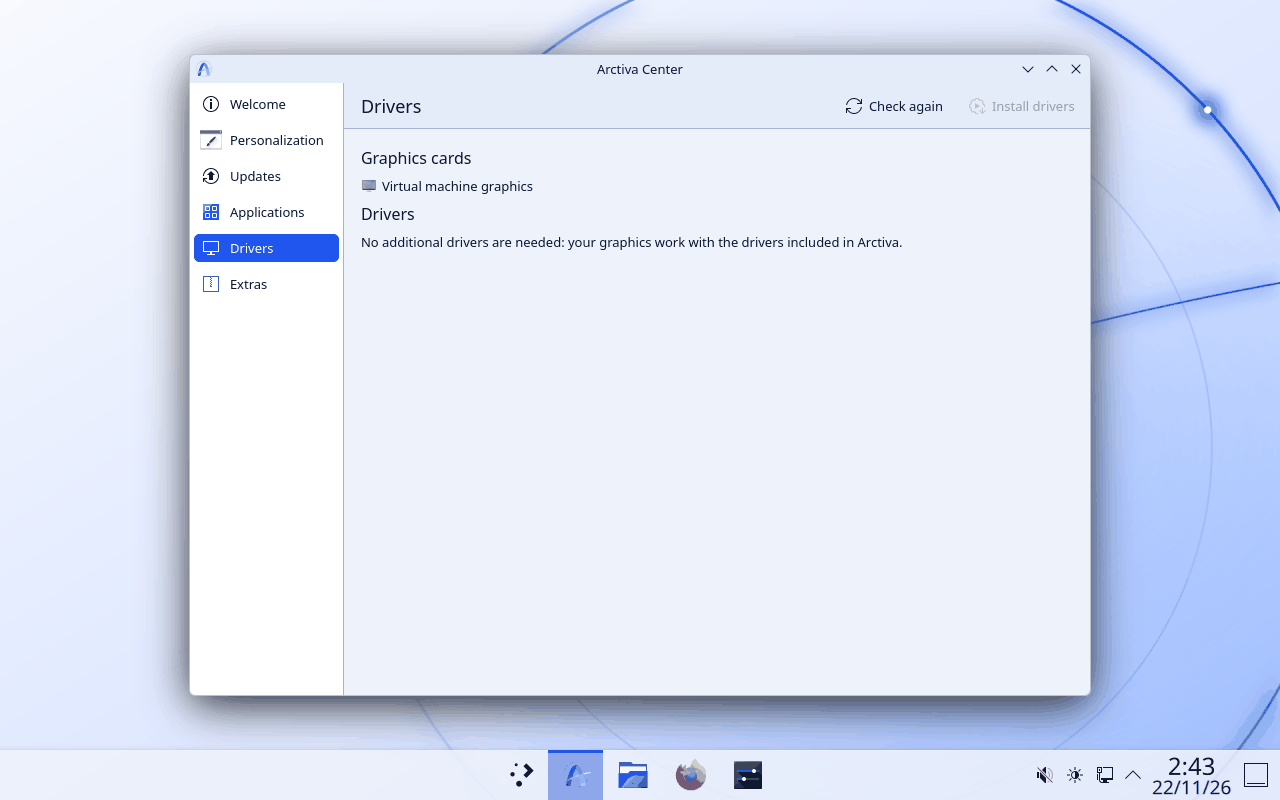 Arctiva Center
Welcome
Personalization
Updates
Applications
Drivers
Extras
Drivers
Check again
Install drivers
Graphics cards
Virtual machine graphics
Drivers
No additional drivers are needed: your graphics work with the drivers included in Arctiva.
2:43
22/11/26